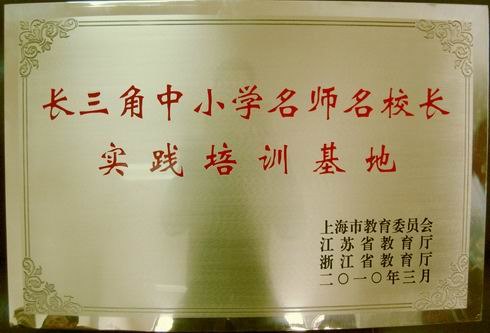 长三角中小学名师名校长
实践培训基地
上海市教育委员会
江苏省教育厅
浙江省教育厅
二〇一〇年三月